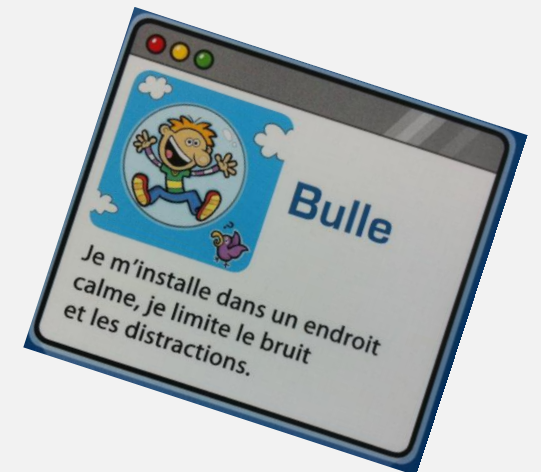 Bulle
Je m'installe dans un endroit
calme, je limite le bruit
et les distractions.